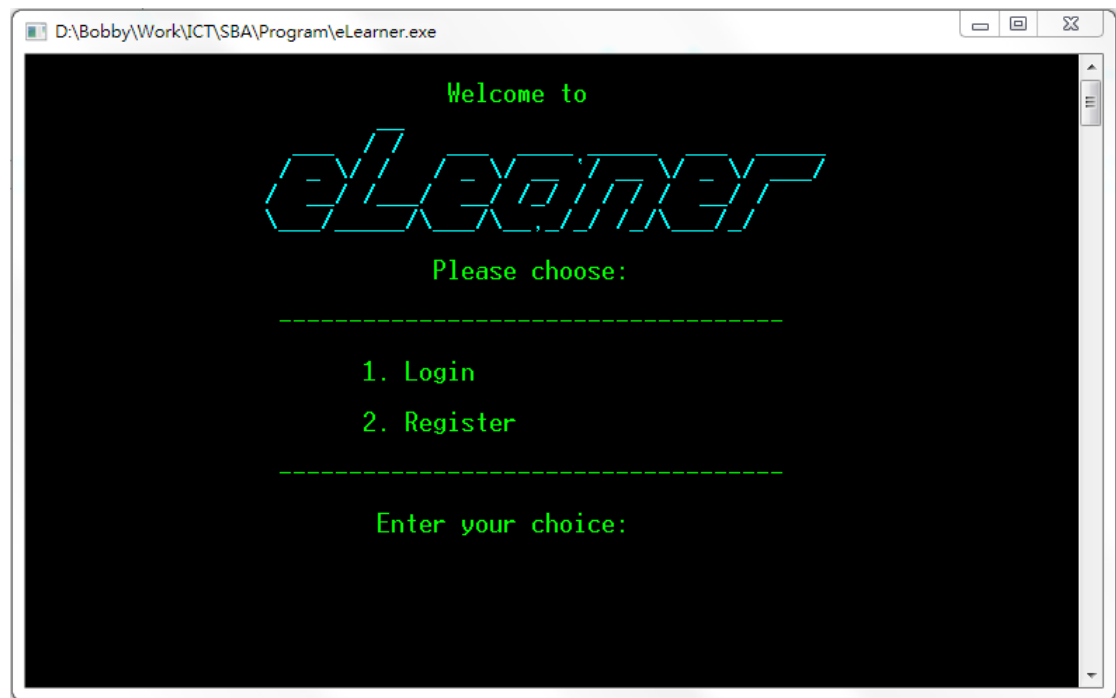 D:\Bobby\Work\ICT\SBA\Program\eLearner.exe
Welcome to
eLearner
Please choose:
------------------------------------
1. Login
2. Register
------------------------------------
Enter your choice: